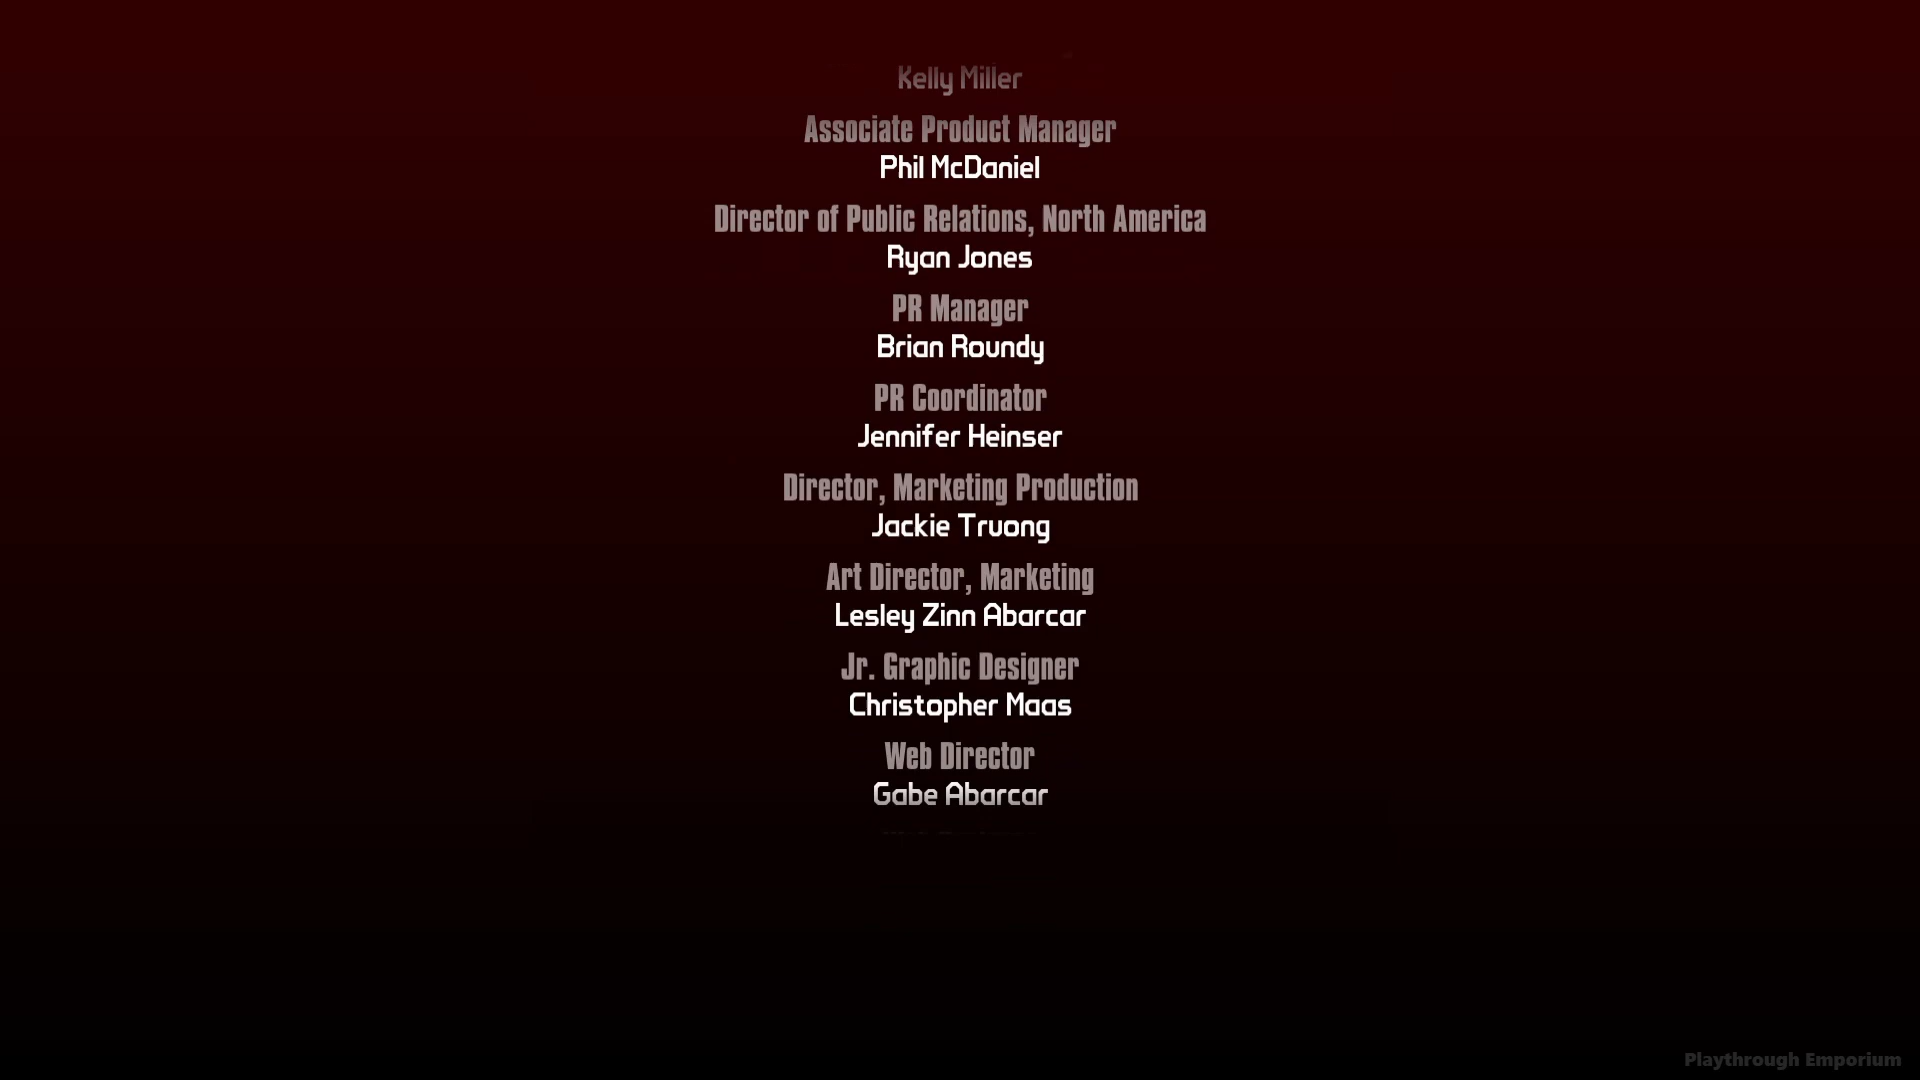 Kelly Miller
Associate Product Manager
Phil McDaniel
Director of Public Relations, North America
Ryan Jones
PR Manager
Brian Roundy
PR Coordinator
Jennifer Heinser
Director, Marketing Production
Jackie Truong
Art Director, Marketing
Lesley Zinn Abarcar
Jr. Graphic Designer
Christopher Maas
Web Director
Gabe Abarcar
Playthrough Emporium